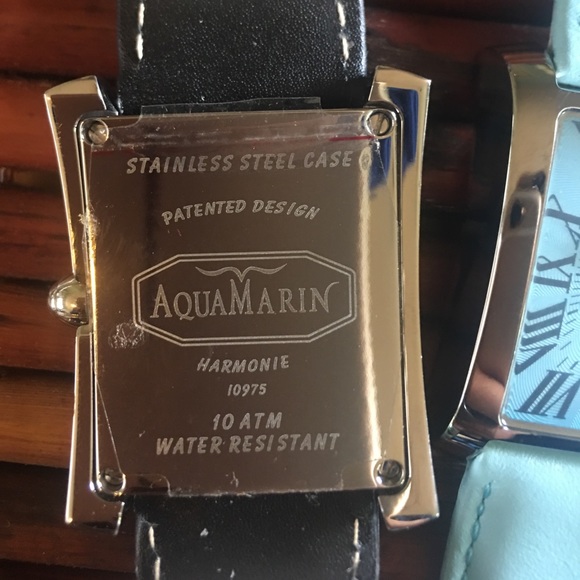 STAINLESS STEEL CASE
PATENTED DESIGN
AQUAMARIN
HARMONIE
10975
10 ATM
WATER RESISTANT